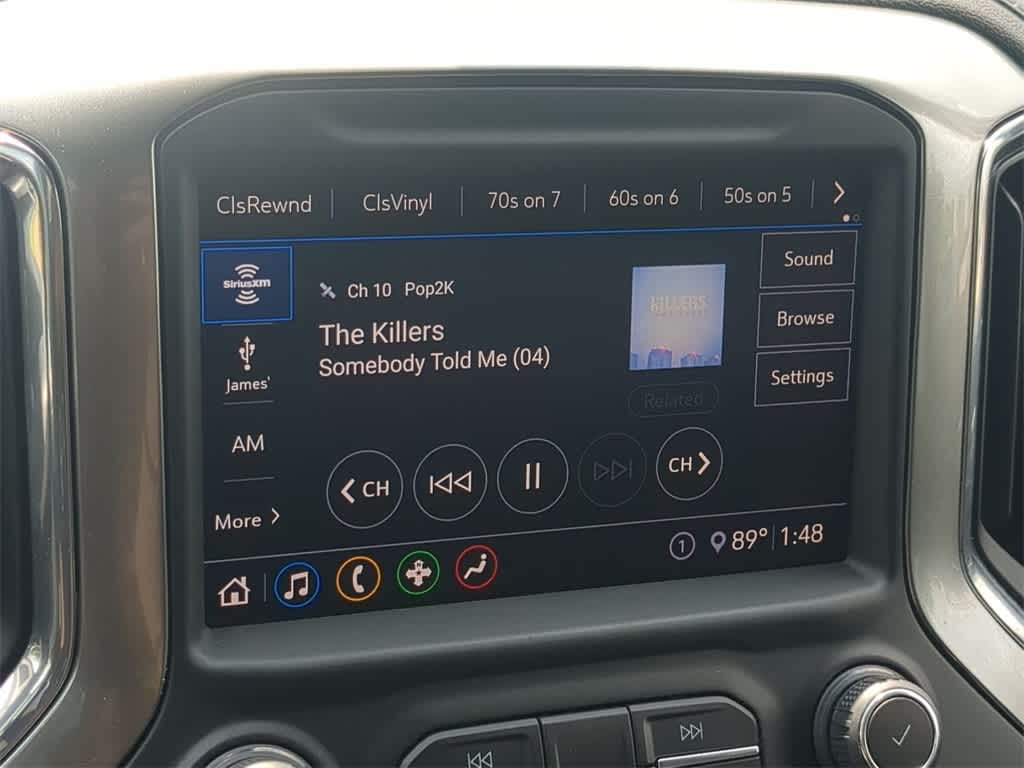 ClsRewnd
ClsVinyl
70s on 7
60s on 6
50s on 5
SiriusXM
Ch 10 Pop2K
The Killers
Somebody Told Me (04)
KILLERS
Sound
Browse
Settings
Related
James'
AM
More
CH
CH
1
89° 1:48